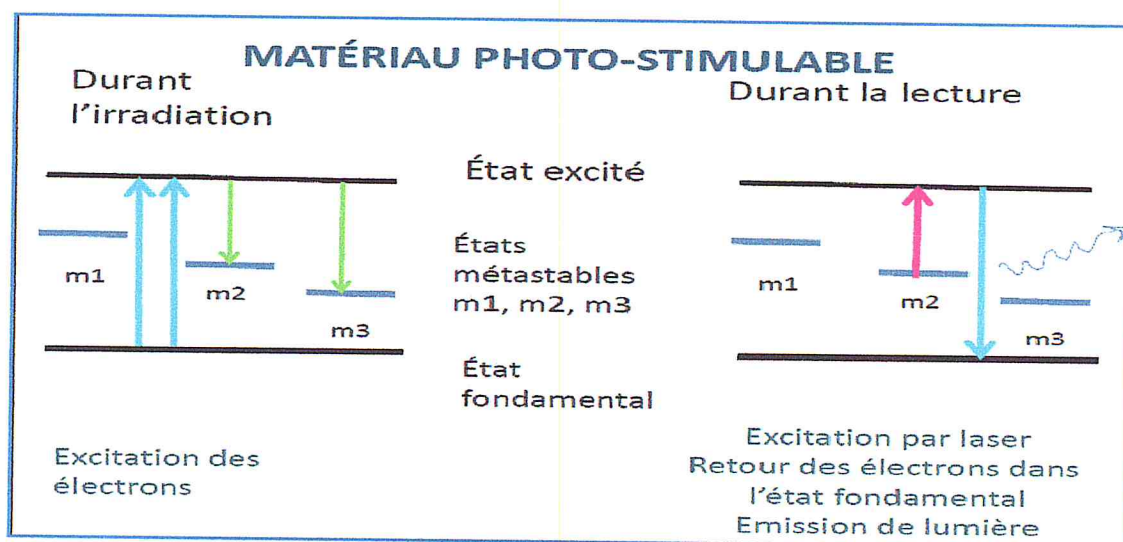 MATÉRIAU PHOTO-STIMULABLE
Durant
l'irradiation
m1
m2
m3
Excitation des
électrons
État excité
États
métastables
m1, m2, m3
État
fondamental
Durant la lecture
m1
m2
m3
Excitation par laser
Retour des électrons dans
l'état fondamental
Emission de lumière